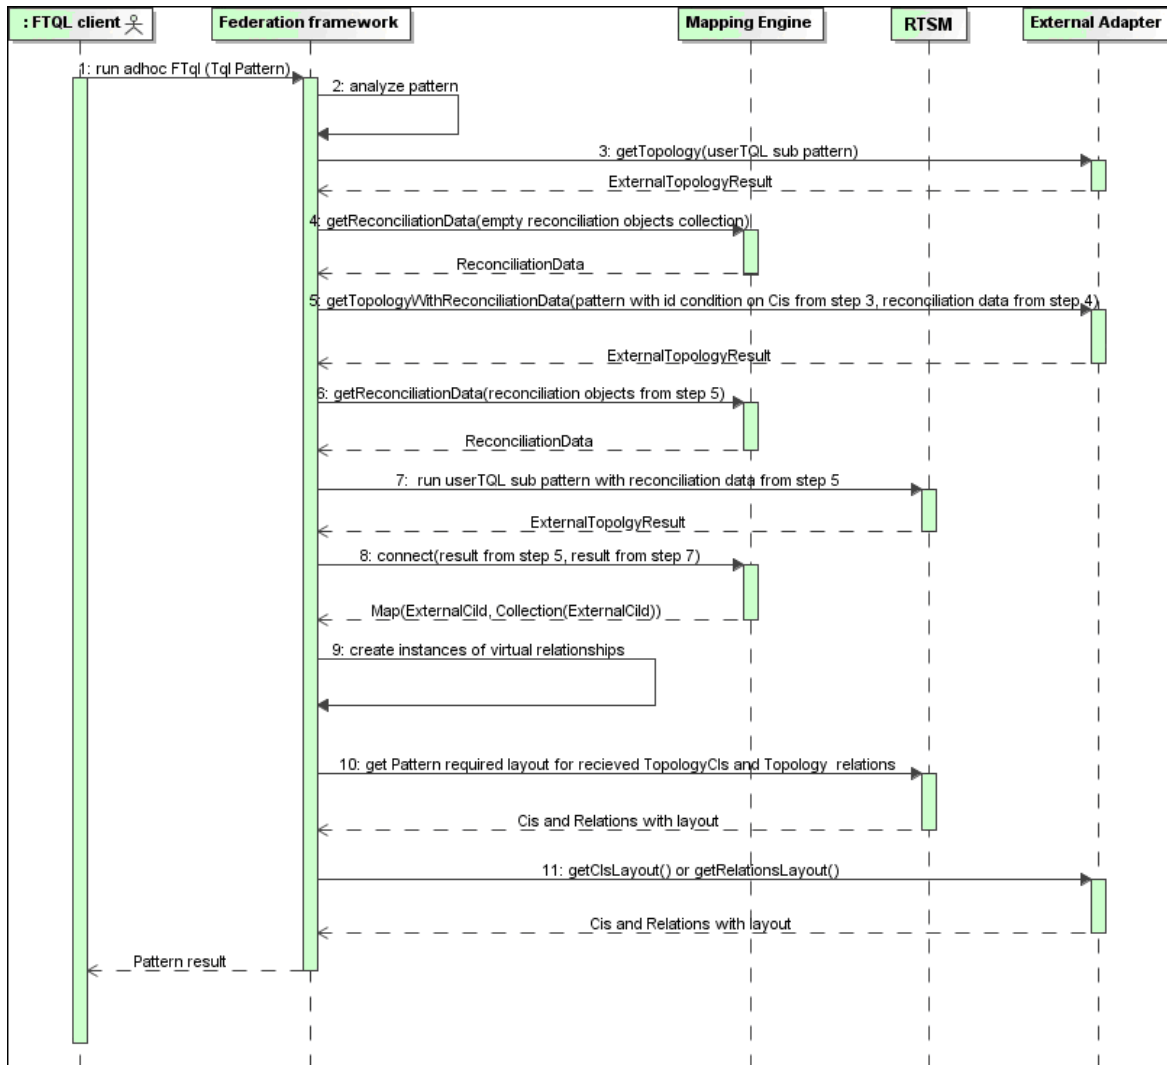 : FTQL client
Federation framework
Mapping Engine
RTSM
External Adapter
1: run adhoc FTql (Tql Pattern)
2: analyze pattern
3: getTopology(userTQL sub pattern)
ExternalTopologyResult
4: getReconciliationData(empty reconciliation objects collection)
ReconciliationData
5: getTopologyWithReconciliationData(pattern with id condition on Cis from step 3, reconciliation data from step 4)
ExternalTopologyResult
6: getReconciliationData(reconciliation objects from step 5)
ReconciliationData
7: run userTQL sub pattern with reconciliation data from step 5
ExternalTopolgyResult
8: connect(result from step 5, result from step 7)
Map(ExternalCiId, Collection(ExternalCiId))
9: create instances of virtual relationships
10: get Pattern required layout for recieved TopologyCIs and Topology relations
Cis and Relations with layout
11: getCIsLayout() or getRelationsLayout()
Cis and Relations with layout
Pattern result